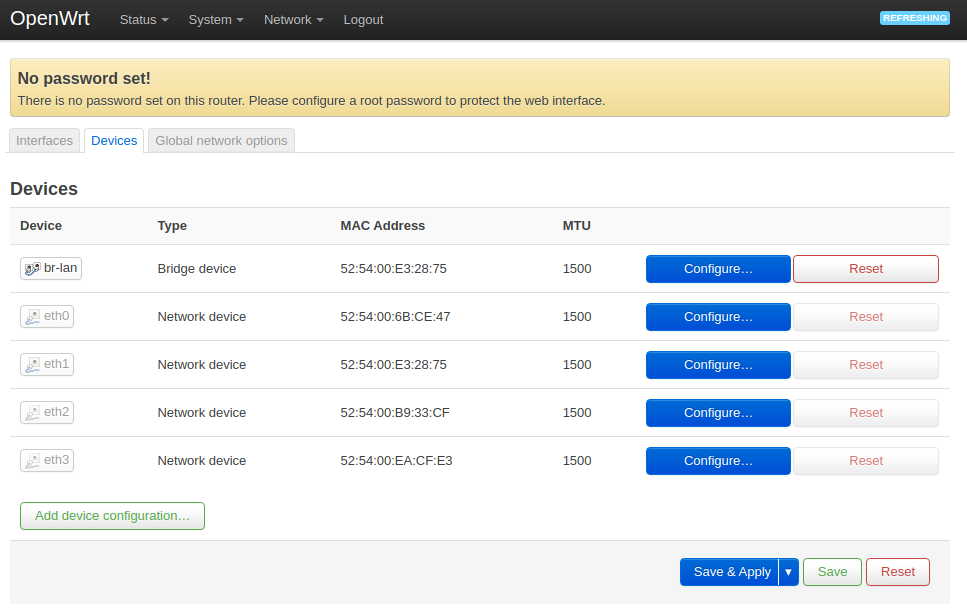 OpenWrt Status System Network Logout REFRESHING
No password set!
There is no password set on this router. Please configure a root password to protect the web interface.
Interfaces Devices Global network options
Devices
Device Type MAC Address MTU
br-lan Bridge device 52:54:00:E3:28:75 1500 Configure… Reset
eth0 Network device 52:54:00:6B:CE:47 1500 Configure… Reset
eth1 Network device 52:54:00:E3:28:75 1500 Configure… Reset
eth2 Network device 52:54:00:B9:33:CF 1500 Configure… Reset
eth3 Network device 52:54:00:EA:CF:E3 1500 Configure… Reset
Add device configuration…
Save & Apply Save Reset